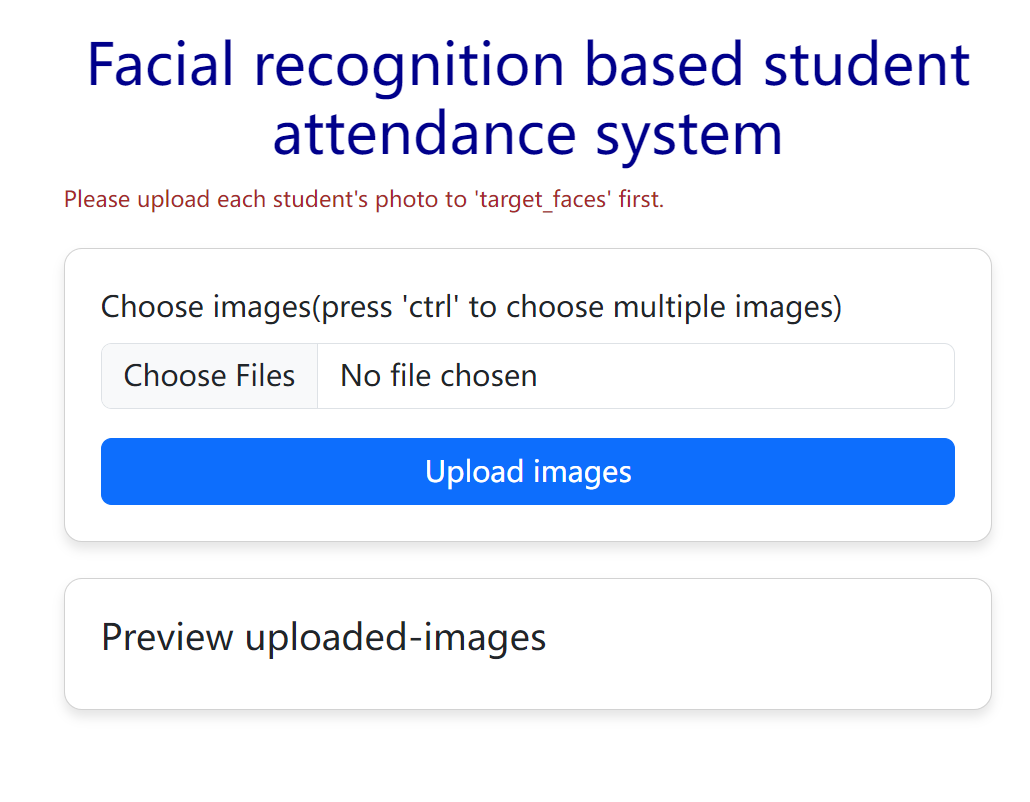 Facial recognition based student
attendance system
Please upload each student's photo to 'target_faces' first.
Choose images(press 'ctrl' to choose multiple images)
Choose Files No file chosen
Upload images
Preview uploaded-images